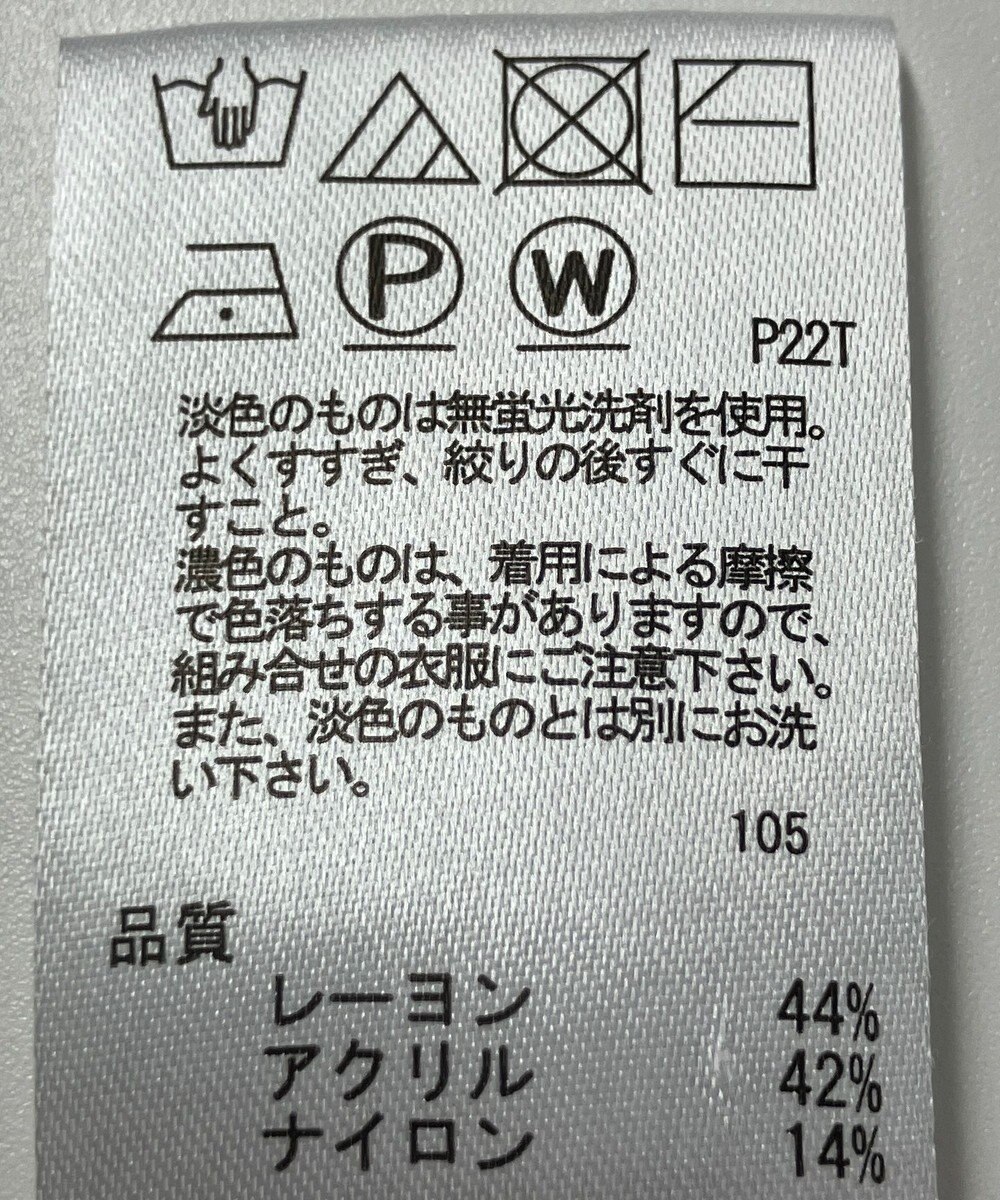 P W
P22T
淡色のものは無蛍光洗剤を使用。
よくすすぎ、絞りの後すぐに干
すこと。
濃色のものは、着用による摩擦
で色落ちする事がありますので、
組み合せの衣服にご注意下さい。
また、淡色のものとは別にお洗
い下さい。
105
品質
レーヨン 44%
アクリル 42%
ナイロン 14%